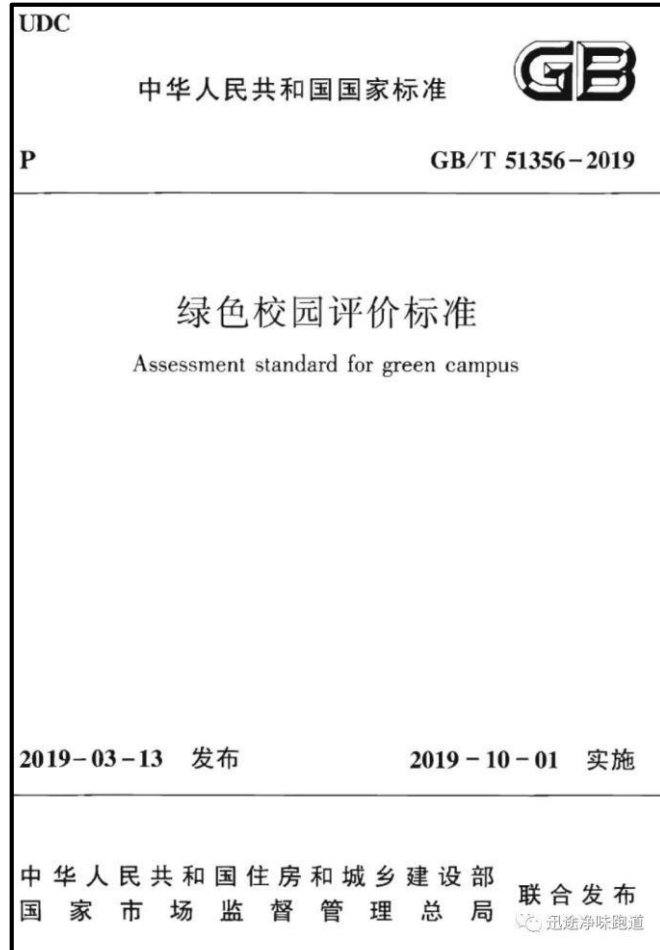 UDC
中华人民共和国国家标准
GB
P
GB/T 51356-2019
绿色校园评价标准
Assessment standard for green campus
2019-03-13 发布
2019-10-01 实施
中华人民共和国住房和城乡建设部
国家市场监督管理总局
联合发布
迅途净味跑道